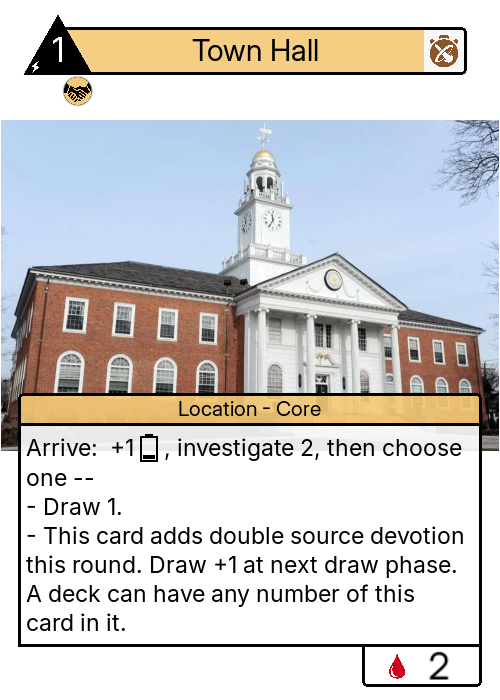 1
Town Hall
Location - Core
Arrive: +1 , investigate 2, then choose
one --
- Draw 1.
- This card adds double source devotion
this round. Draw +1 at next draw phase.
A deck can have any number of this
card in it.
2